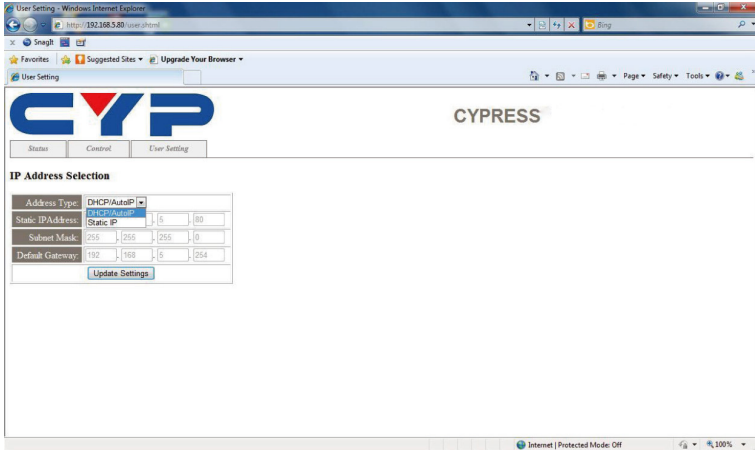 User Setting - Windows Internet Explorer
http://192.168.5.80/user.shtml
Bing
SnagIt
Favorites Suggested Sites Upgrade Your Browser
User Setting
Page Safety Tools
CYP
CYPRESS
Status Control User Setting
IP Address Selection
Address Type: DHCP/AutoIP
DHCP/AutoIP
Static IP
Static IPAddress: . 5 . 80
Subnet Mask: 255 . 255 . 255 . 0
Default Gateway: 192 . 168 . 5 . 254
Update Settings
Internet | Protected Mode: Off 100%